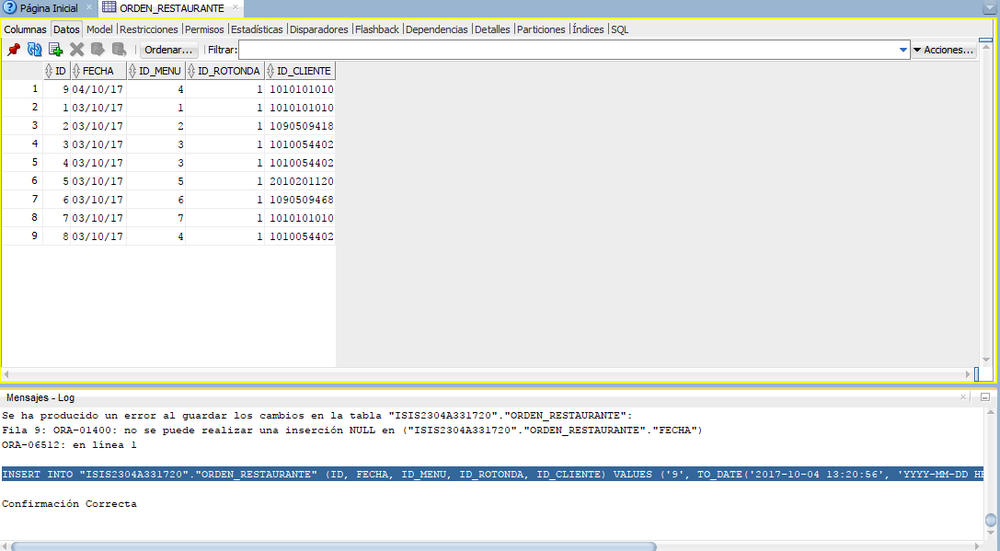 Página Inicial ORDEN_RESTAURANTE
Columnas Datos Model Restricciones Permisos Estadísticas Disparadores Flashback Dependencias Detalles Particiones Índices SQL
Ordenar... Filtrar: Acciones...
ID FECHA ID_MENU ID_ROTONDA ID_CLIENTE
1 9 04/10/17 4 1 1010101010
2 1 03/10/17 1 1 1010101010
3 2 03/10/17 2 1 1090509418
4 3 03/10/17 3 1 1010054402
5 4 03/10/17 3 1 1010054402
6 5 03/10/17 5 1 2010201120
7 6 03/10/17 6 1 1090509468
8 7 03/10/17 7 1 1010101010
9 8 03/10/17 4 1 1010054402
Mensajes - Log
Se ha producido un error al guardar los cambios en la tabla "ISIS2304A331720"."ORDEN_RESTAURANTE":
Fila 9: ORA-01400: no se puede realizar una inserción NULL en ("ISIS2304A331720"."ORDEN_RESTAURANTE"."FECHA")
ORA-06512: en línea 1
INSERT INTO "ISIS2304A331720"."ORDEN_RESTAURANTE" (ID, FECHA, ID_MENU, ID_ROTONDA, ID_CLIENTE) VALUES ('9', TO_DATE('2017-10-04 13:20:56', 'YYYY-MM-DD
Confirmación Correcta